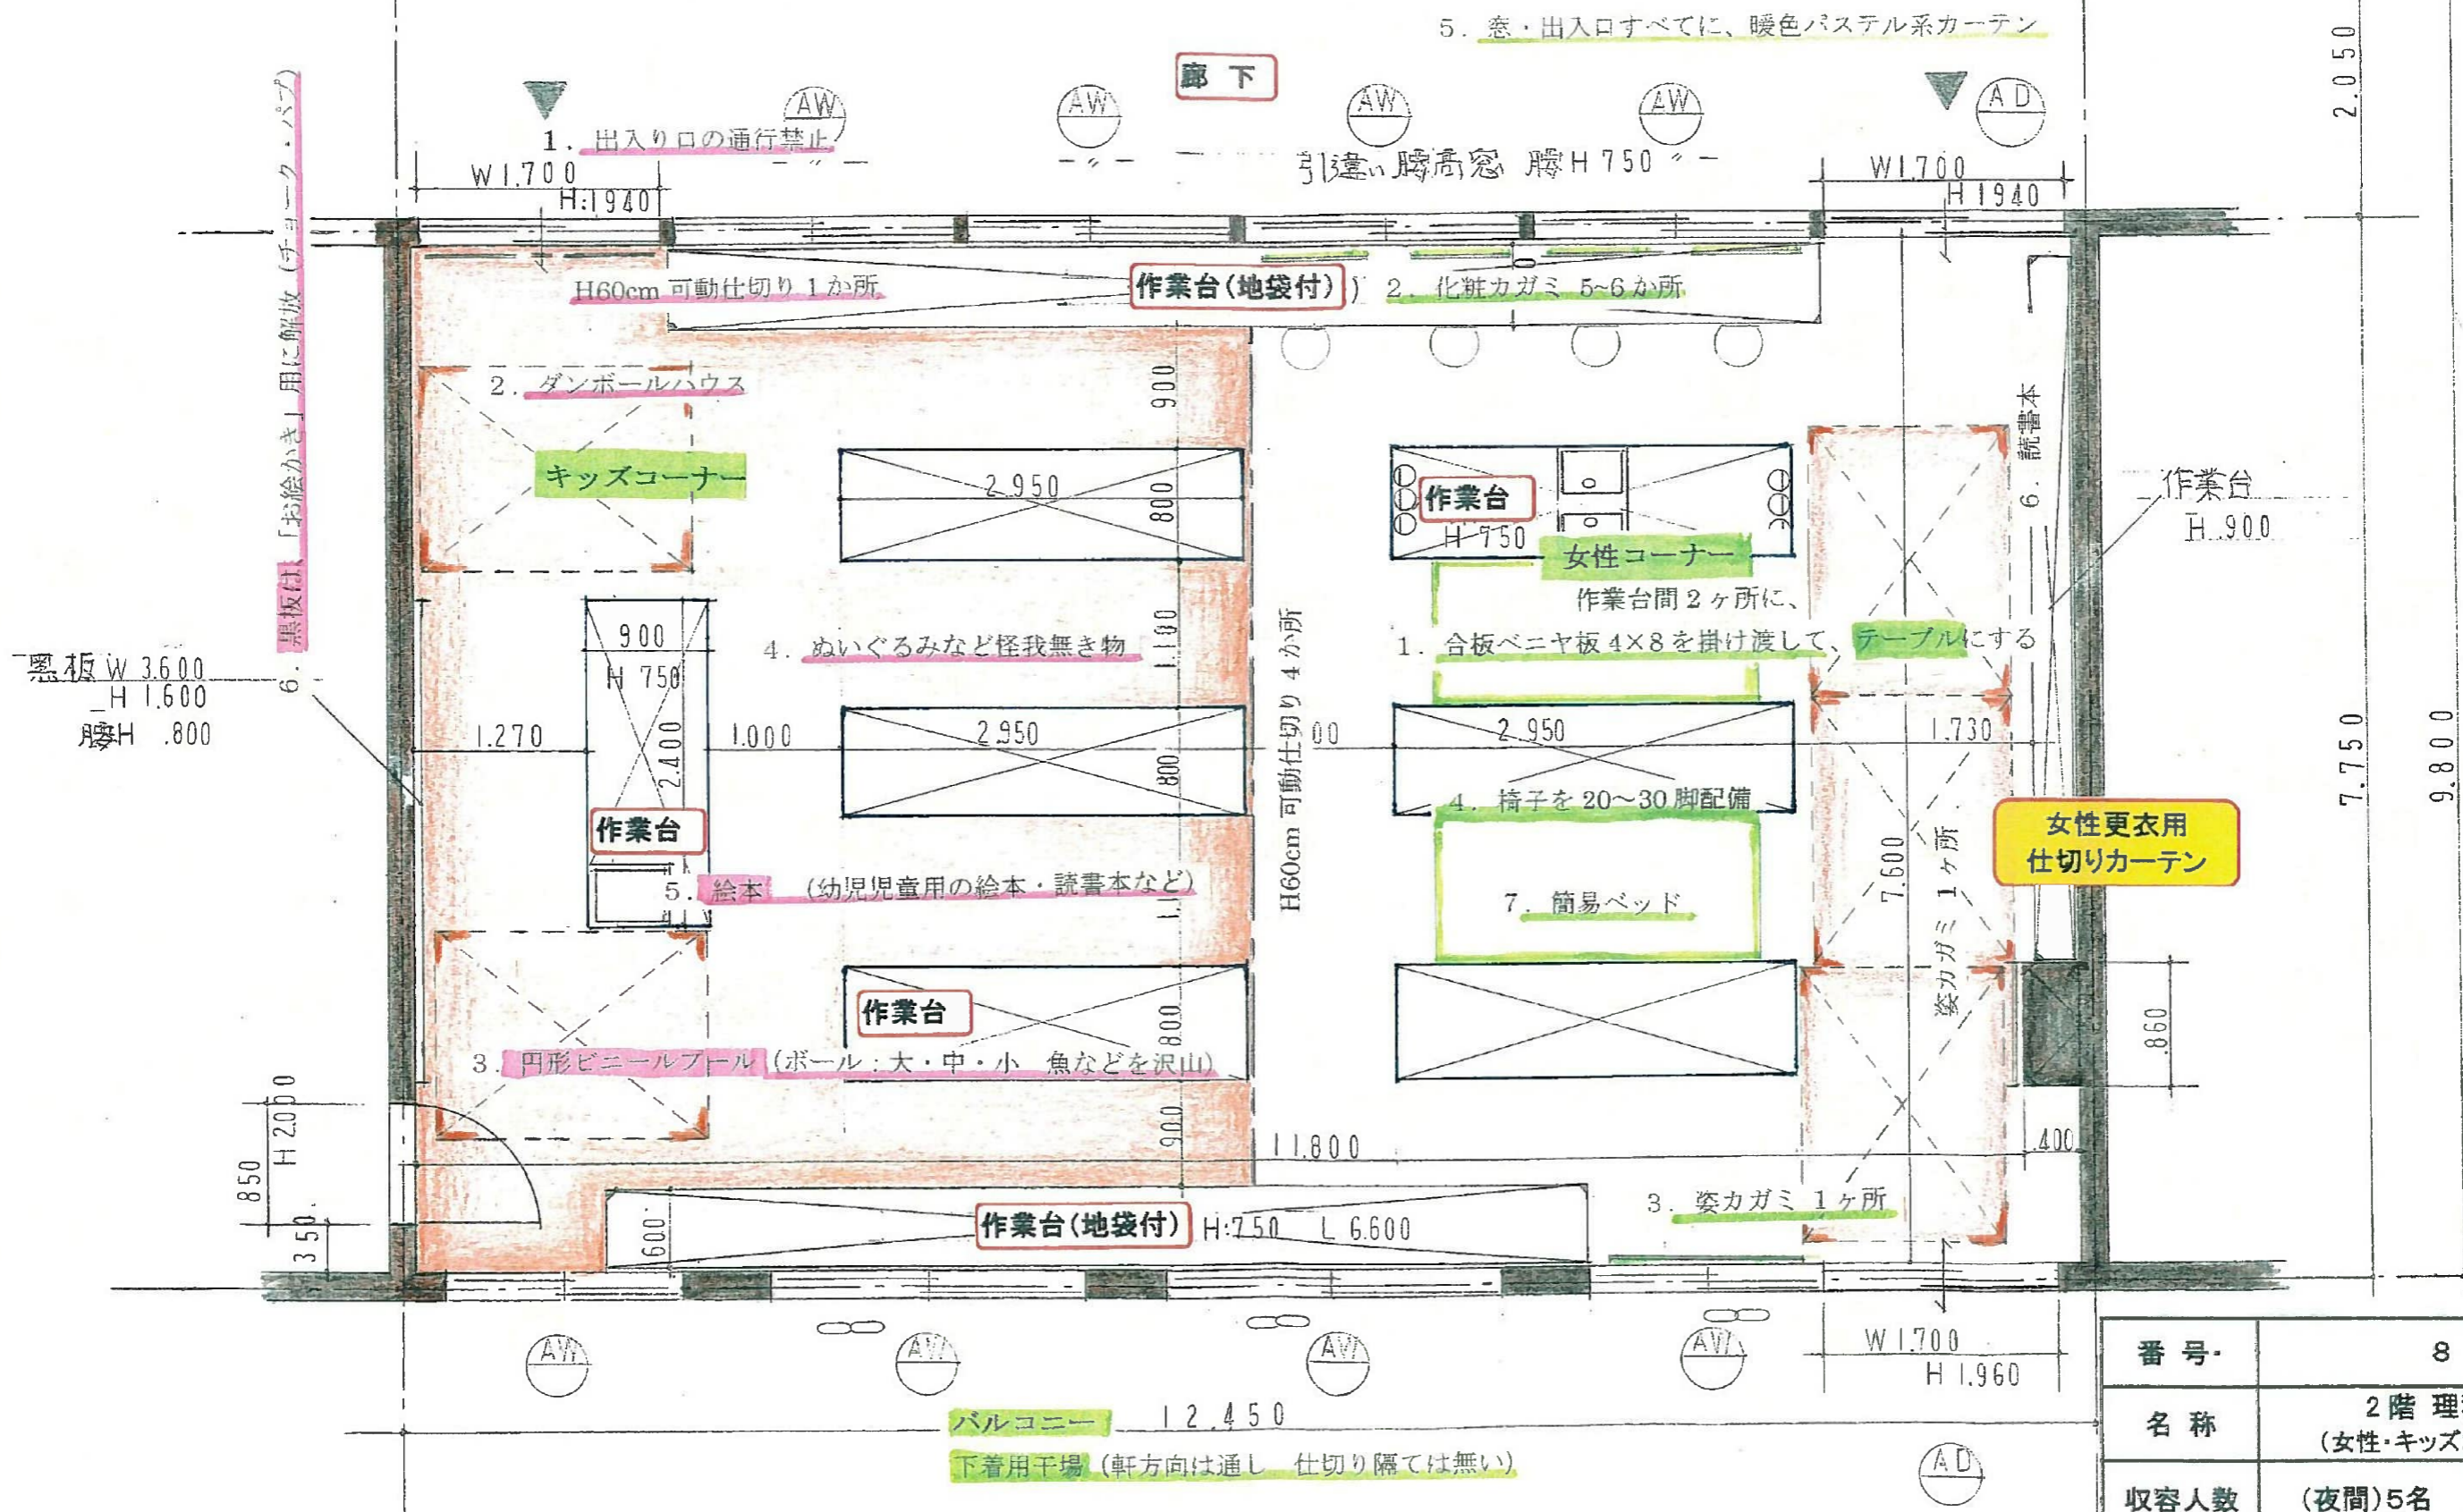 5. 窓・出入口すべてに、暖色パステル系カーテン
2.050
廊下
AW
AW
AW
AW
AD
1. 出入り口の通行禁止
引違い腰高窓 腰H 750
W1.700
H:1940
W1.700
H 1940
H60cm 可動仕切り1か所
作業台(地袋付)
2. 化粧カガミ 5~6か所
6. 黒板は、「お絵かき」用に解放(チョーク・パプ)
2. ダンボールハウス
キッズコーナー
900
2.950
800
作業台
H 750
女性コーナー
6. 読書本
作業台
H .900
作業台間2ヶ所に、
1. 合板ベニヤ板4×8を掛け渡して、テーブルにする
900
H 750
4. ぬいぐるみなど怪我無き物
1.100
H60cm 可動仕切り 4か所
黒板 W 3.600
H 1.600
腰H .800
1.270
2.400
1.000
2.950
800
00
2.950
1.730
7.750
9.800
4. 椅子を20〜30脚配備
作業台
女性更衣用
仕切りカーテン
7.600
姿カガミ 1ヶ所
5. 絵本 (幼児児童用の絵本・読書本など)
7. 簡易ベッド
作業台
800
.860
3. 円形ビニールプール(ボール：大・中・小 魚などを沢山)
H 2.000
850
350
900
11.800
.400
600
作業台(地袋付)
H:750 L 6.600
3. 姿カガミ 1ヶ所
AW
AW
AW
AW
W1.700
H 1.960
バルコニー
12.450
下着用干場(軒方向は通し 仕切り隔ては無い)
AD
番号
8
名称
2階 理
(女性・キッズ
収容人数
(夜間)5名